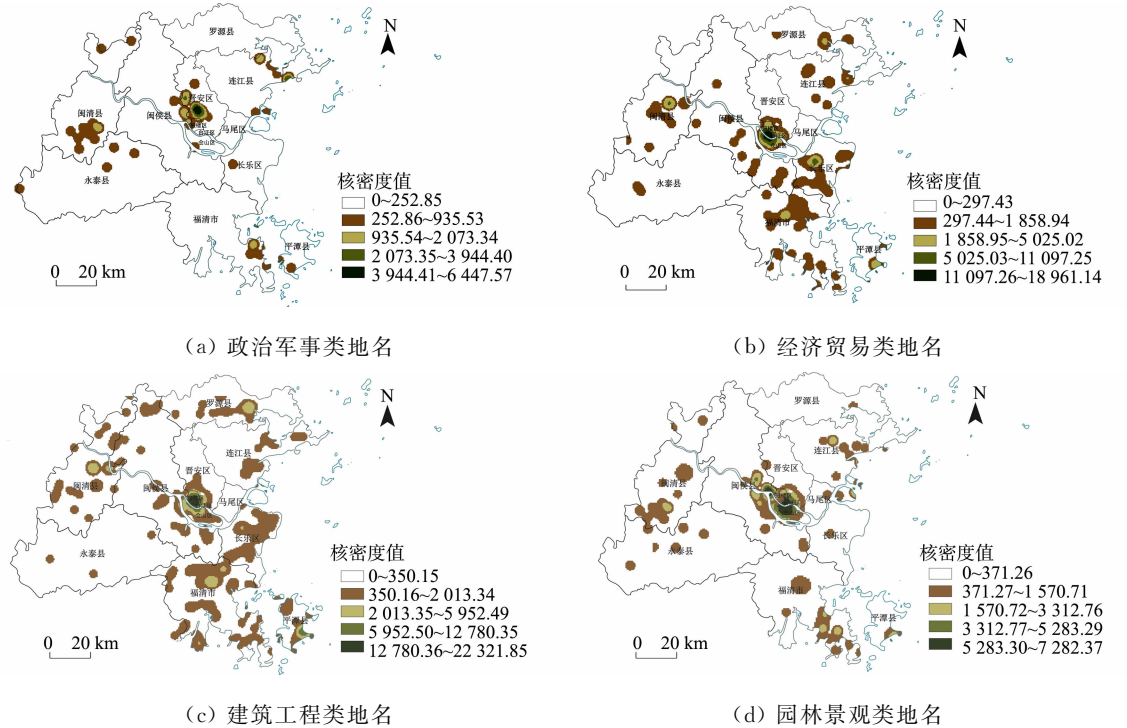 N
罗源县
连江县
晋安区
闽清县
闽侯县
马尾区
仓山区
长乐区
永泰县
福清市
平潭县
核密度值
0~252.85
252.86~935.53
935.54~2 073.34
2 073.35~3 944.40
3 944.41~6 447.57
0 20 km
(a) 政治军事类地名
N
罗源县
连江县
晋安区
闽清县
闽侯县
马尾区
长乐区
永泰县
福清市
平潭县
核密度值
0~297.43
297.44~1 858.94
1 858.95~5 025.02
5 025.03~11 097.25
11 097.26~18 961.14
0 20 km
(b) 经济贸易类地名
N
罗源县
连江县
晋安区
闽清县
闽侯县
马尾区
长乐区
永泰县
福清市
平潭县
核密度值
0~350.15
350.16~2 013.34
2 013.35~5 952.49
5 952.50~12 780.35
12 780.36~22 321.85
0 20 km
(c) 建筑工程类地名
N
罗源县
连江县
晋安区
闽清县
闽侯县
马尾区
长乐区
永泰县
福清市
平潭县
核密度值
0~371.26
371.27~1 570.71
1 570.72~3 312.76
3 312.77~5 283.29
5 283.30~7 282.37
0 20 km
(d) 园林景观类地名